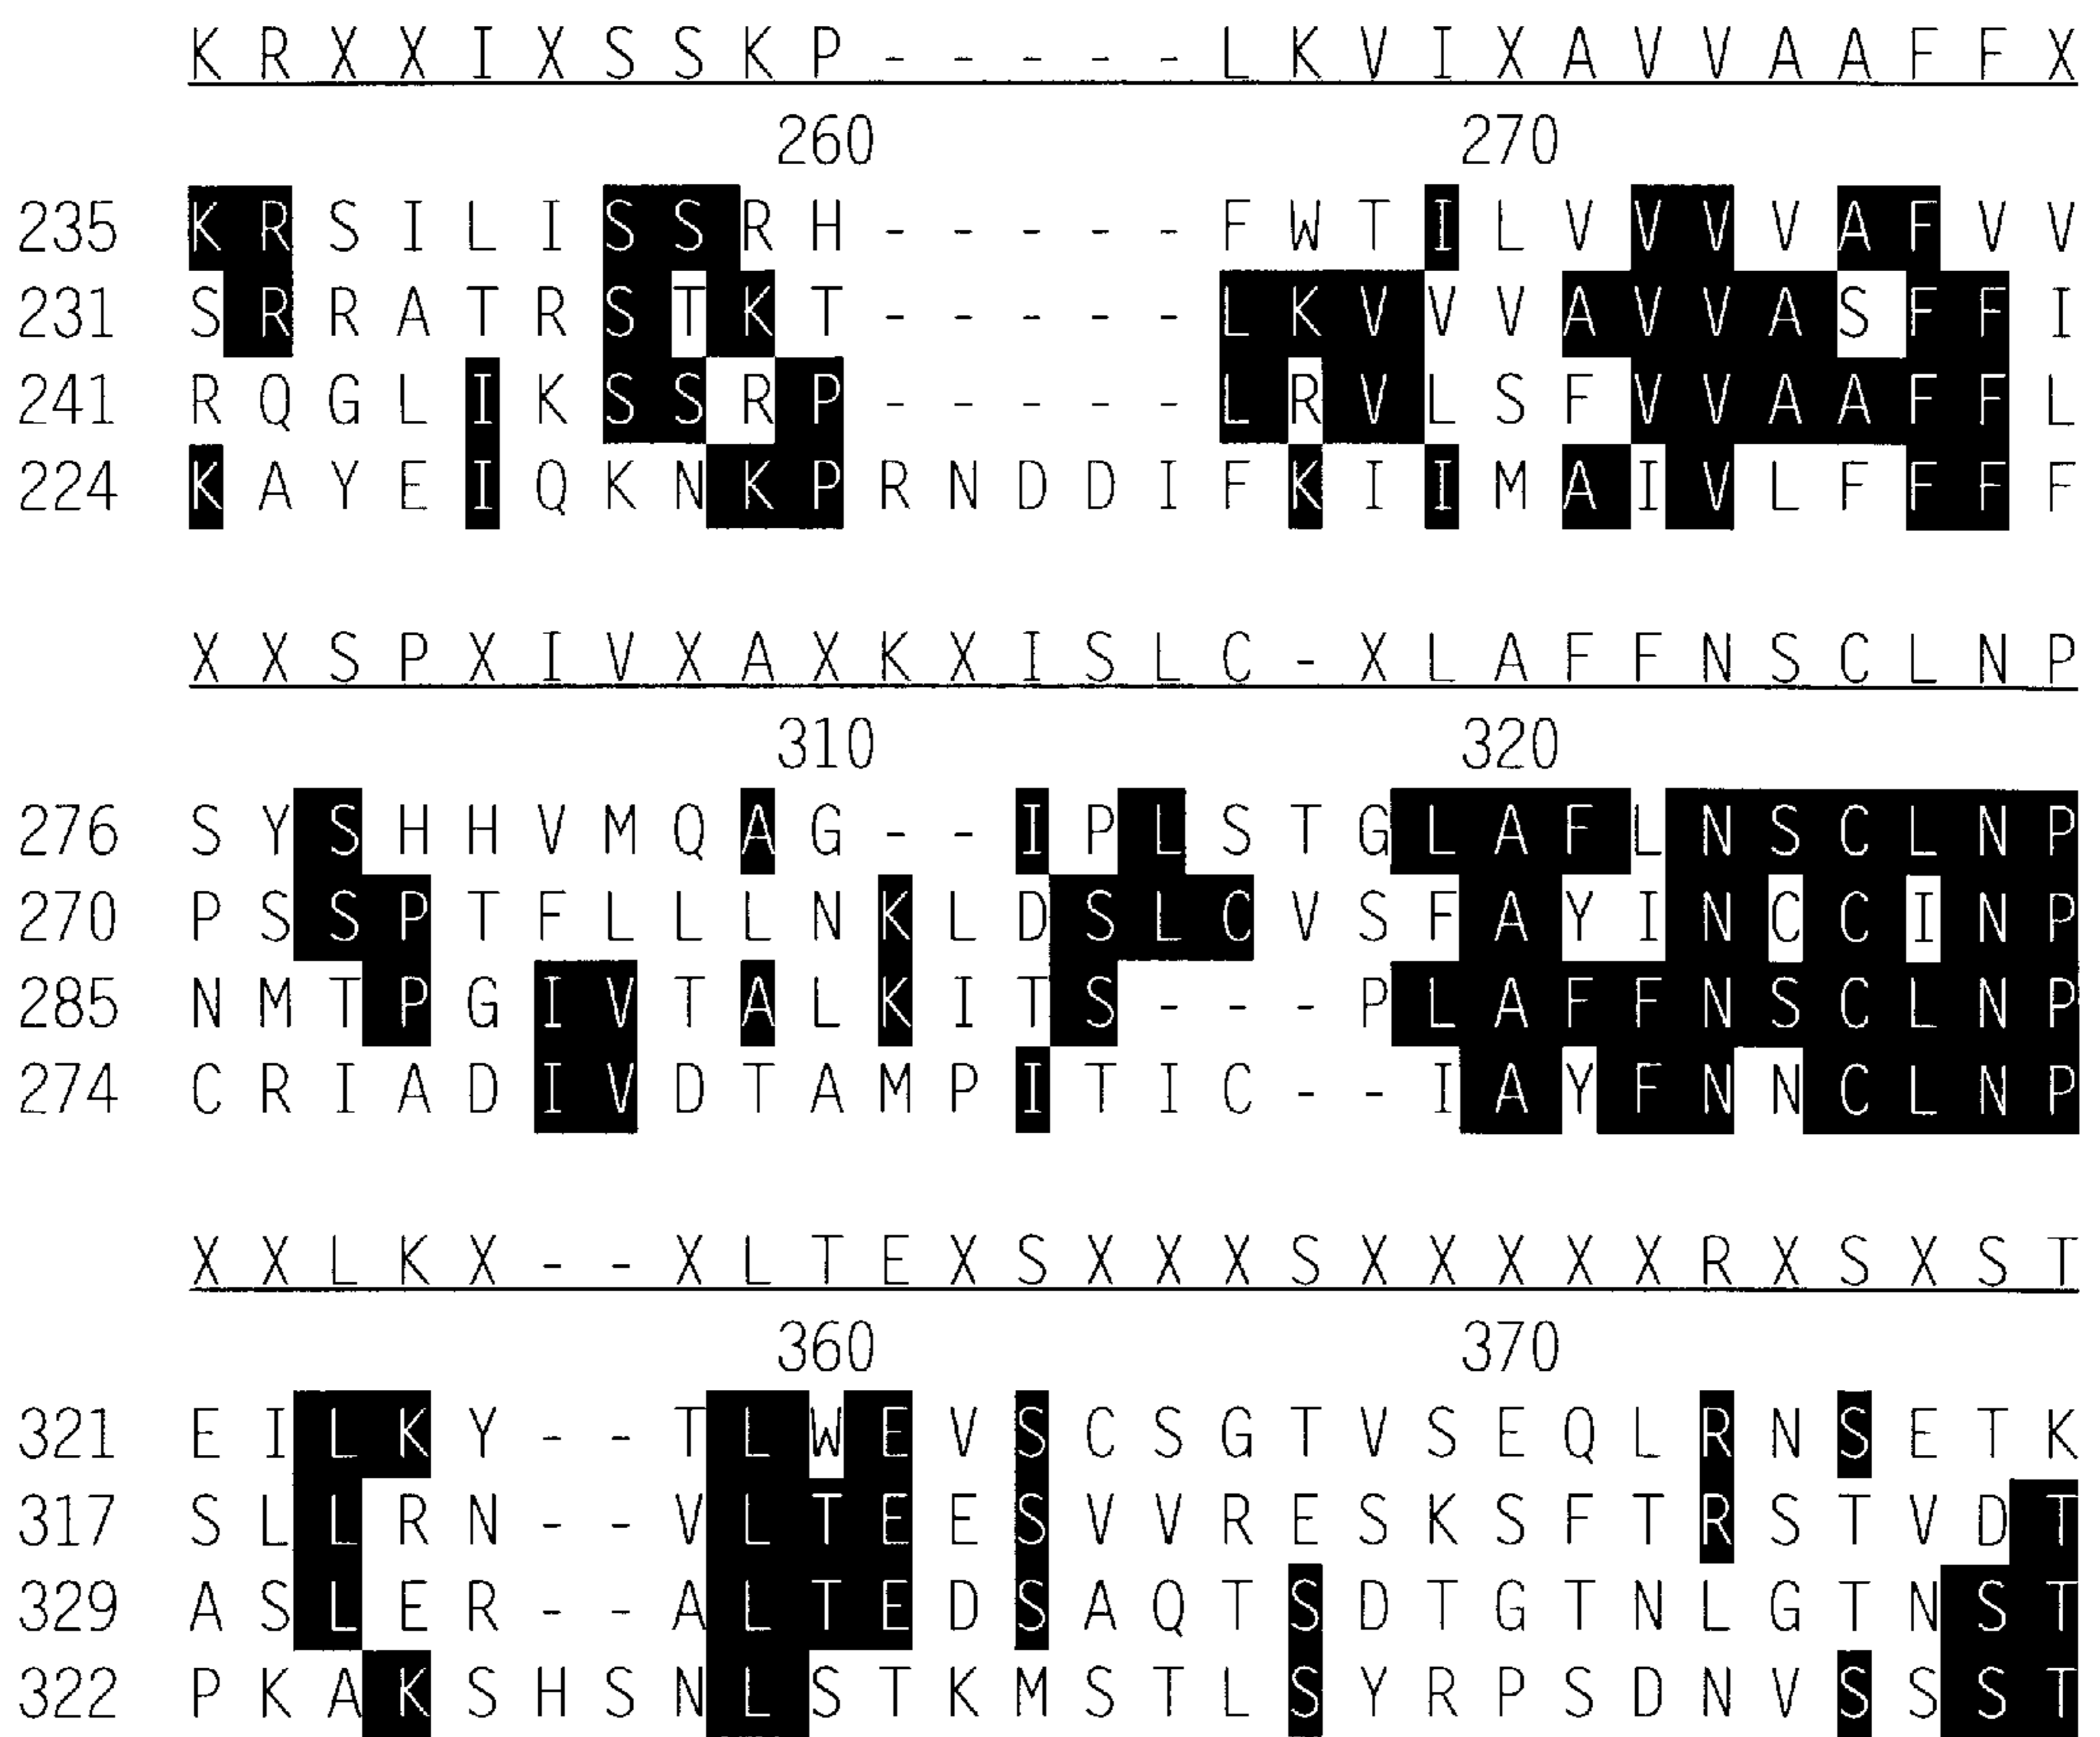 K R X X I X S S K P - - - - - L K V I X A V V A A F F X
260 270
235 K R S I L I S S R H - - - - - F W T I L V V V V A F V V
231 S R R A T R S T K T - - - - - L K V V V A V V A S F F I
241 R Q G L I K S S R P - - - - - L R V L S F V V A A F F L
224 K A Y E I Q K N K P R N D D I F K I I M A I V L F F F F
X X S P X I V X A X K X I S L C - X L A F F N S C L N P
310 320
276 S Y S H H V M Q A G - - I P L S T G L A F L N S C L N P
270 P S S P T F L L L N K L D S L C V S F A Y I N C C I N P
285 N M T P G I V T A L K I T S - - - P L A F F N S C L N P
274 C R I A D I V D T A M P I T I C - - I A Y F N N C L N P
X X L K X - - X L T E X S X X X S X X X X X R X S X S T
360 370
321 E I L K Y - - T L W E V S C S G T V S E Q L R N S E T K
317 S L L R N - - V L T E E S V V R E S K S F T R S T V D T
329 A S L E R - - A L T E D S A Q T S D T G T N L G T N S T
322 P K A K S H S N L S T K M S T L S Y R P S D N V S S S T